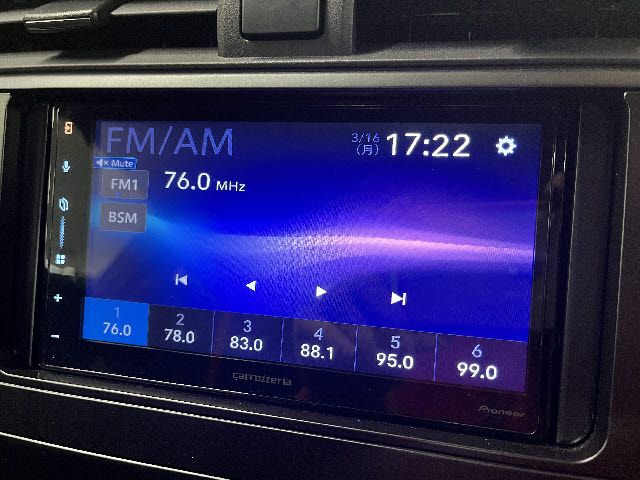 FM/AM
3/16
(月)
17:22
Mute
FM1
76.0 MHz
BSM
1
76.0
2
78.0
3
83.0
4
88.1
5
95.0
6
99.0
carrozzeria
Pioneer